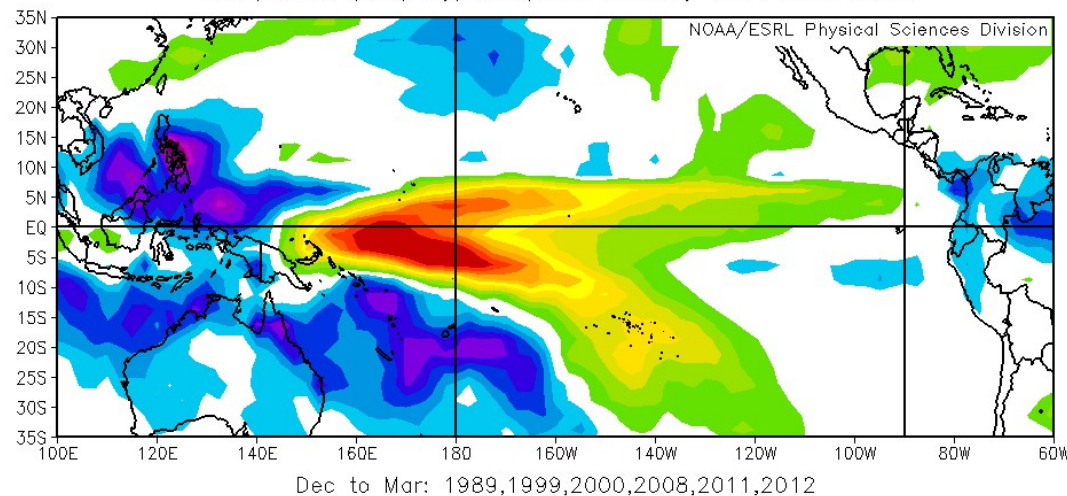 NOAA/ESRL Physical Sciences Division
35N
30N
25N
20N
15N
10N
5N
EQ
5S
10S
15S
20S
25S
30S
35S
100E 120E 140E 160E 180 160W 140W 120W 100W 80W 60W
Dec to Mar: 1989,1999,2000,2008,2011,2012